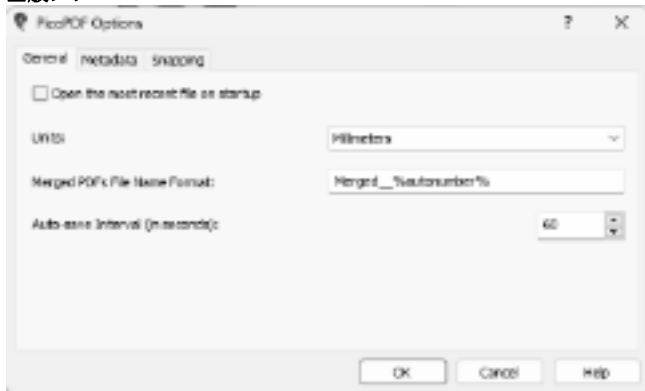 PicoPDF Options
General Metadata Snapping
Open the most recent file on startup
Units: Millimeters
Merged PDFs File Name Format: Merged__%autonumber%
Auto-save Interval (in seconds): 60
OK Cancel Help